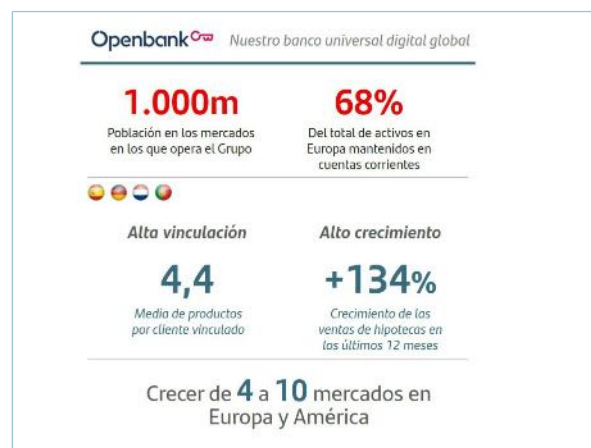 Openbank Nuestro banco universal digital global
1.000m
Población en los mercados
en los que opera el Grupo
68%
Del total de activos en
Europa mantenidos en
cuentas corrientes
Alta vinculación
4,4
Media de productos
por cliente vinculado
Alto crecimiento
+134%
Crecimiento de las
ventas de hipotecas en
los últimos 12 meses
Crecer de 4 a 10 mercados en
Europa y América